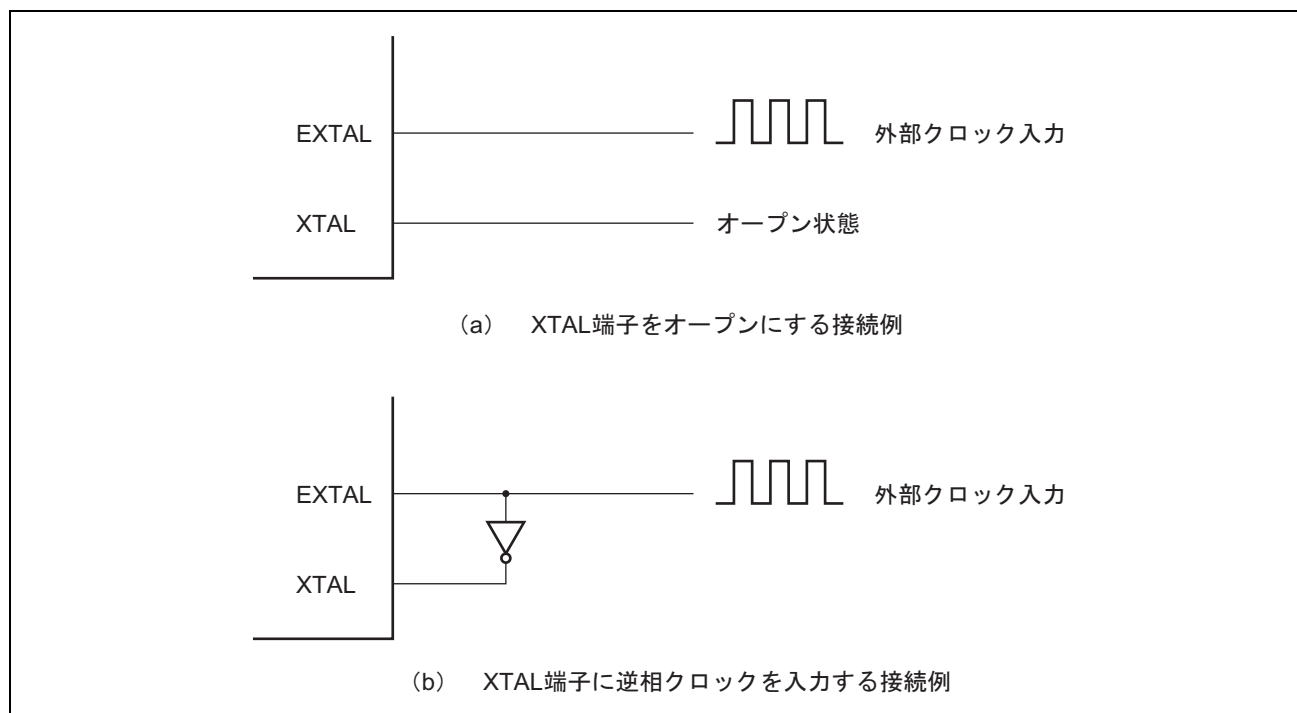 EXTAL
外部クロック入力
XTAL
オープン状態
(a) XTAL端子をオープンにする接続例
EXTAL
外部クロック入力
XTAL
(b) XTAL端子に逆相クロックを入力する接続例